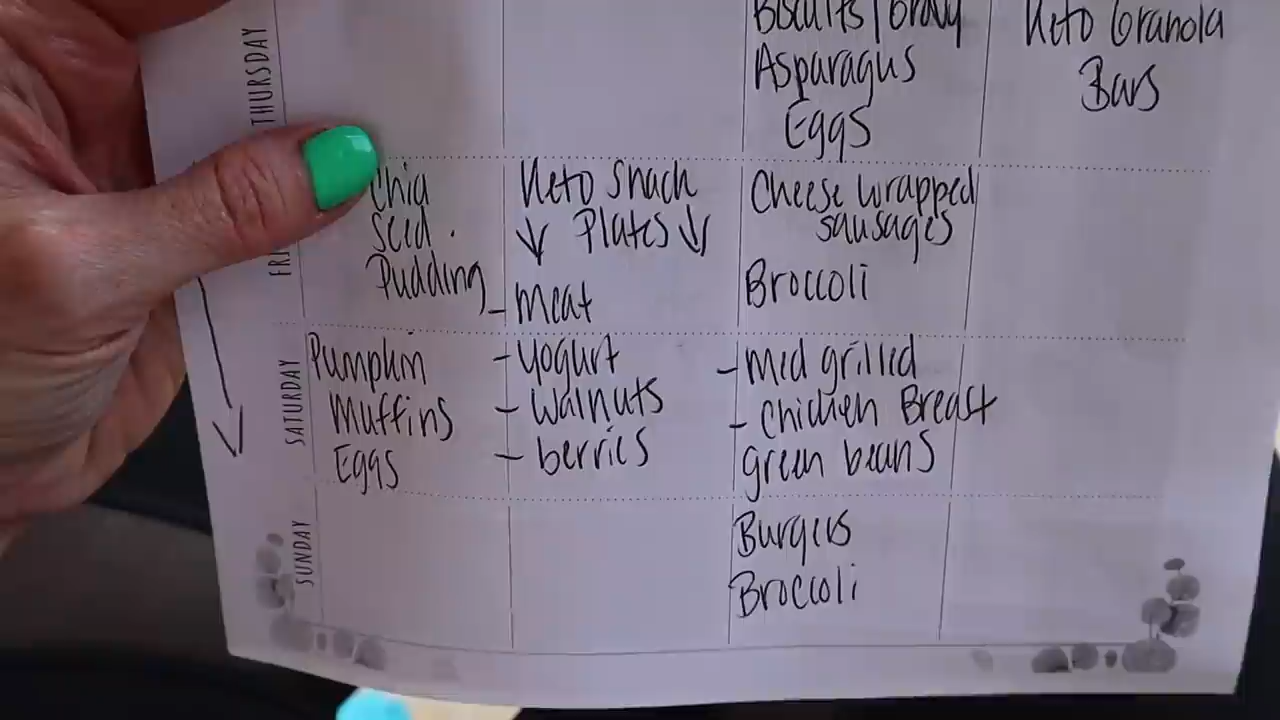 THURSDAY
Biscuits/Gravy
Asparagus
Eggs
Keto Granola
Bars
FRI
Chia
Seed.
Pudding
Keto Snack
Plates
- Meat
Cheese wrapped
sausages
Broccoli
SATURDAY
Pumpkin
Muffins
Eggs
- Yogurt
- Walnuts
- berries
- Med grilled
- Chicken Breast
green beans
SUNDAY
Burgers
Broccoli